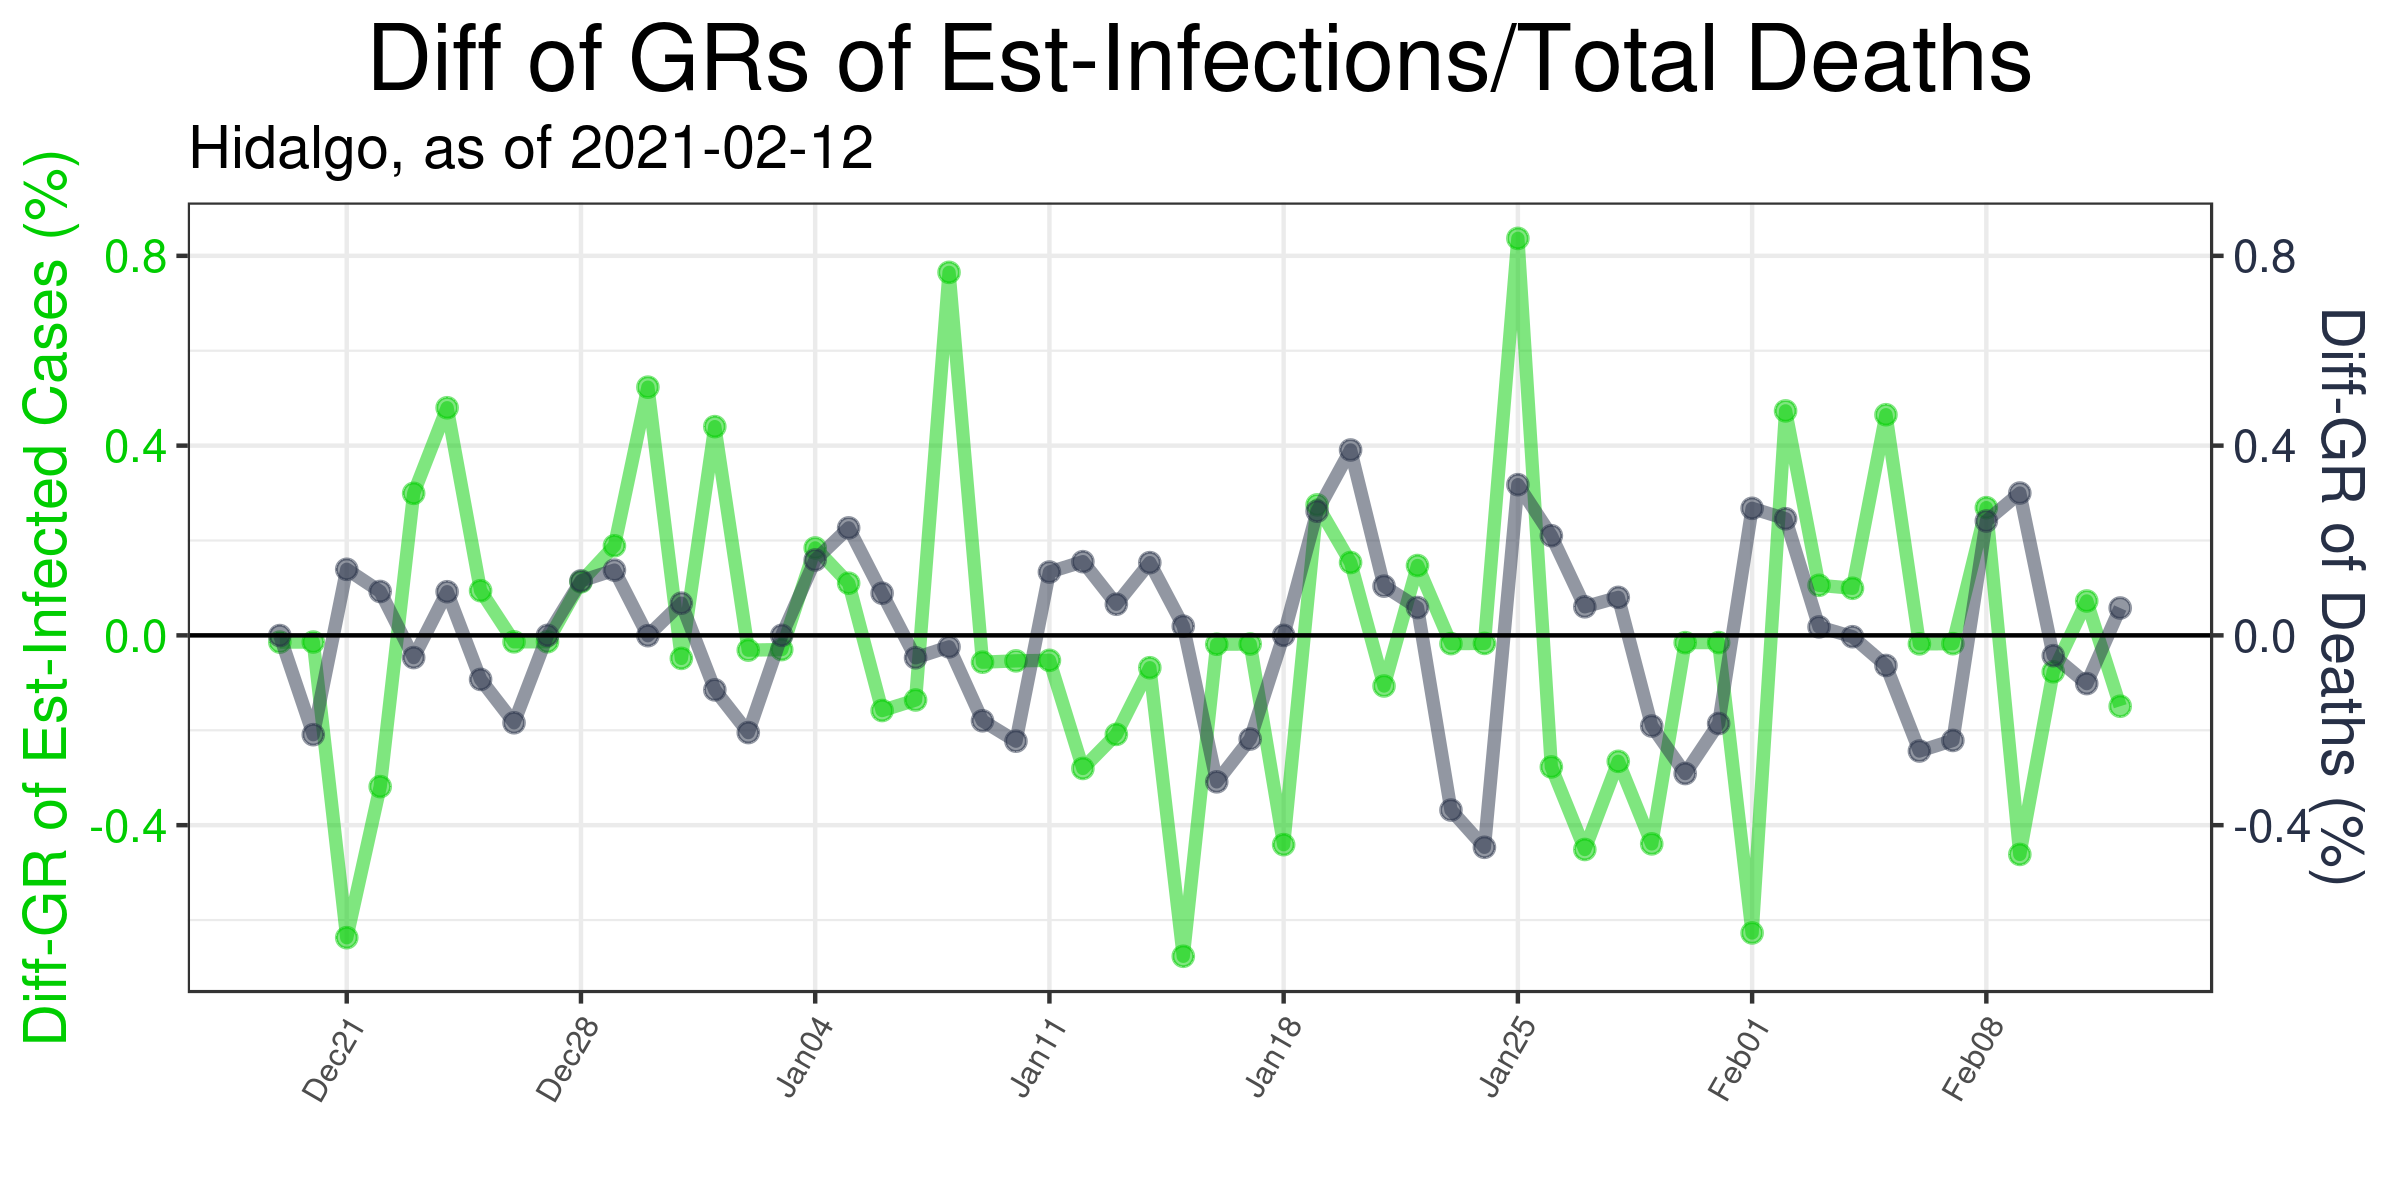 Diff of GRs of Est-Infections/Total Deaths
Hidalgo, as of 2021-02-12
Diff-GR of Est-Infected Cases (%)
0.8
0.4
0.0
-0.4
0.8
0.4
0.0
-0.4
Diff-GR of Deaths (%)
Dec21
Dec28
Jan04
Jan11
Jan18
Jan25
Feb01
Feb08